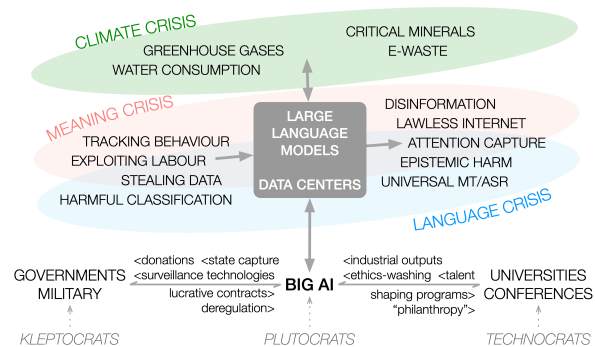 CLIMATE CRISIS
GREENHOUSE GASES
WATER CONSUMPTION
CRITICAL MINERALS
E-WASTE
MEANING CRISIS
TRACKING BEHAVIOUR
EXPLOITING LABOUR
STEALING DATA
HARMFUL CLASSIFICATION
LARGE
LANGUAGE
MODELS
DATA CENTERS
DISINFORMATION
LAWLESS INTERNET
ATTENTION CAPTURE
EPISTEMIC HARM
UNIVERSAL MT/ASR
LANGUAGE CRISIS
GOVERNMENTS
MILITARY
<donations <state capture
<surveillance technologies
lucrative contracts>
deregulation>
BIG AI
<industrial outputs
<ethics-washing <talent
shaping programs>
“philanthropy”>
UNIVERSITIES
CONFERENCES
KLEPTOCRATS
PLUTOCRATS
TECHNOCRATS